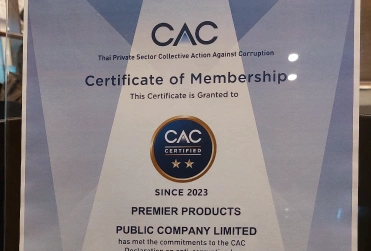 CAC
Thai Private Sector Collective Action Against Corruption
Certificate of Membership
This Certificate is Granted to
CAC
CERTIFIED
SINCE 2023
PREMIER PRODUCTS
PUBLIC COMPANY LIMITED
has met the commitments to the CAC